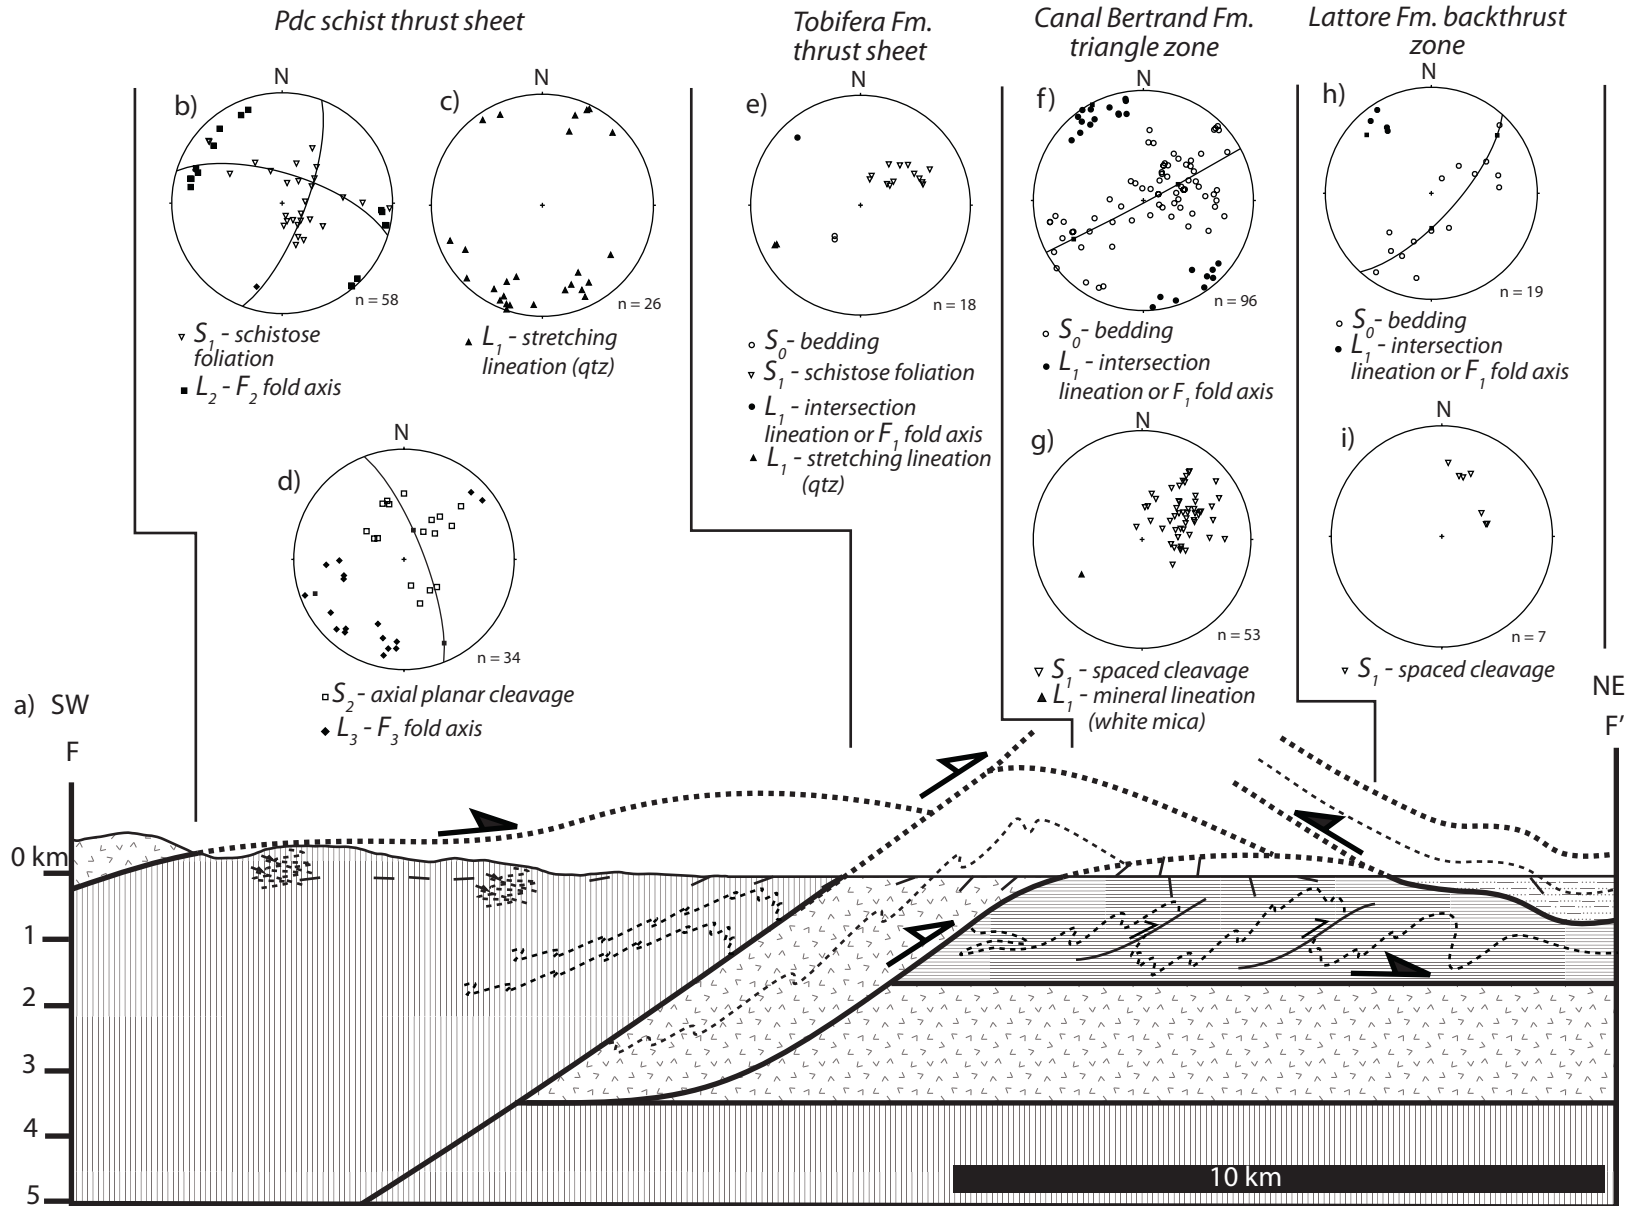 Pdc schist thrust sheet
Tobifera Fm.
thrust sheet
Canal Bertrand Fm.
triangle zone
Lattore Fm. backthrust
zone
b)
N
n = 58
S1 - schistose
foliation
L2 - F2 fold axis
c)
N
n = 26
L1 - stretching
lineation (qtz)
d)
N
n = 34
S2 - axial planar cleavage
L3 - F3 fold axis
e)
N
n = 18
S0 - bedding
S1 - schistose foliation
L1 - intersection
lineation or F1 fold axis
L1 - stretching lineation
(qtz)
f)
N
n = 96
S0 - bedding
L1 - intersection
lineation or F1 fold axis
g)
N
n = 53
S1 - spaced cleavage
L1 - mineral lineation
(white mica)
h)
N
n = 19
S0 - bedding
L1 - intersection
lineation or F1 fold axis
i)
N
n = 7
S1 - spaced cleavage
a) SW
F
NE
F'
0 km
1
2
3
4
5
10 km